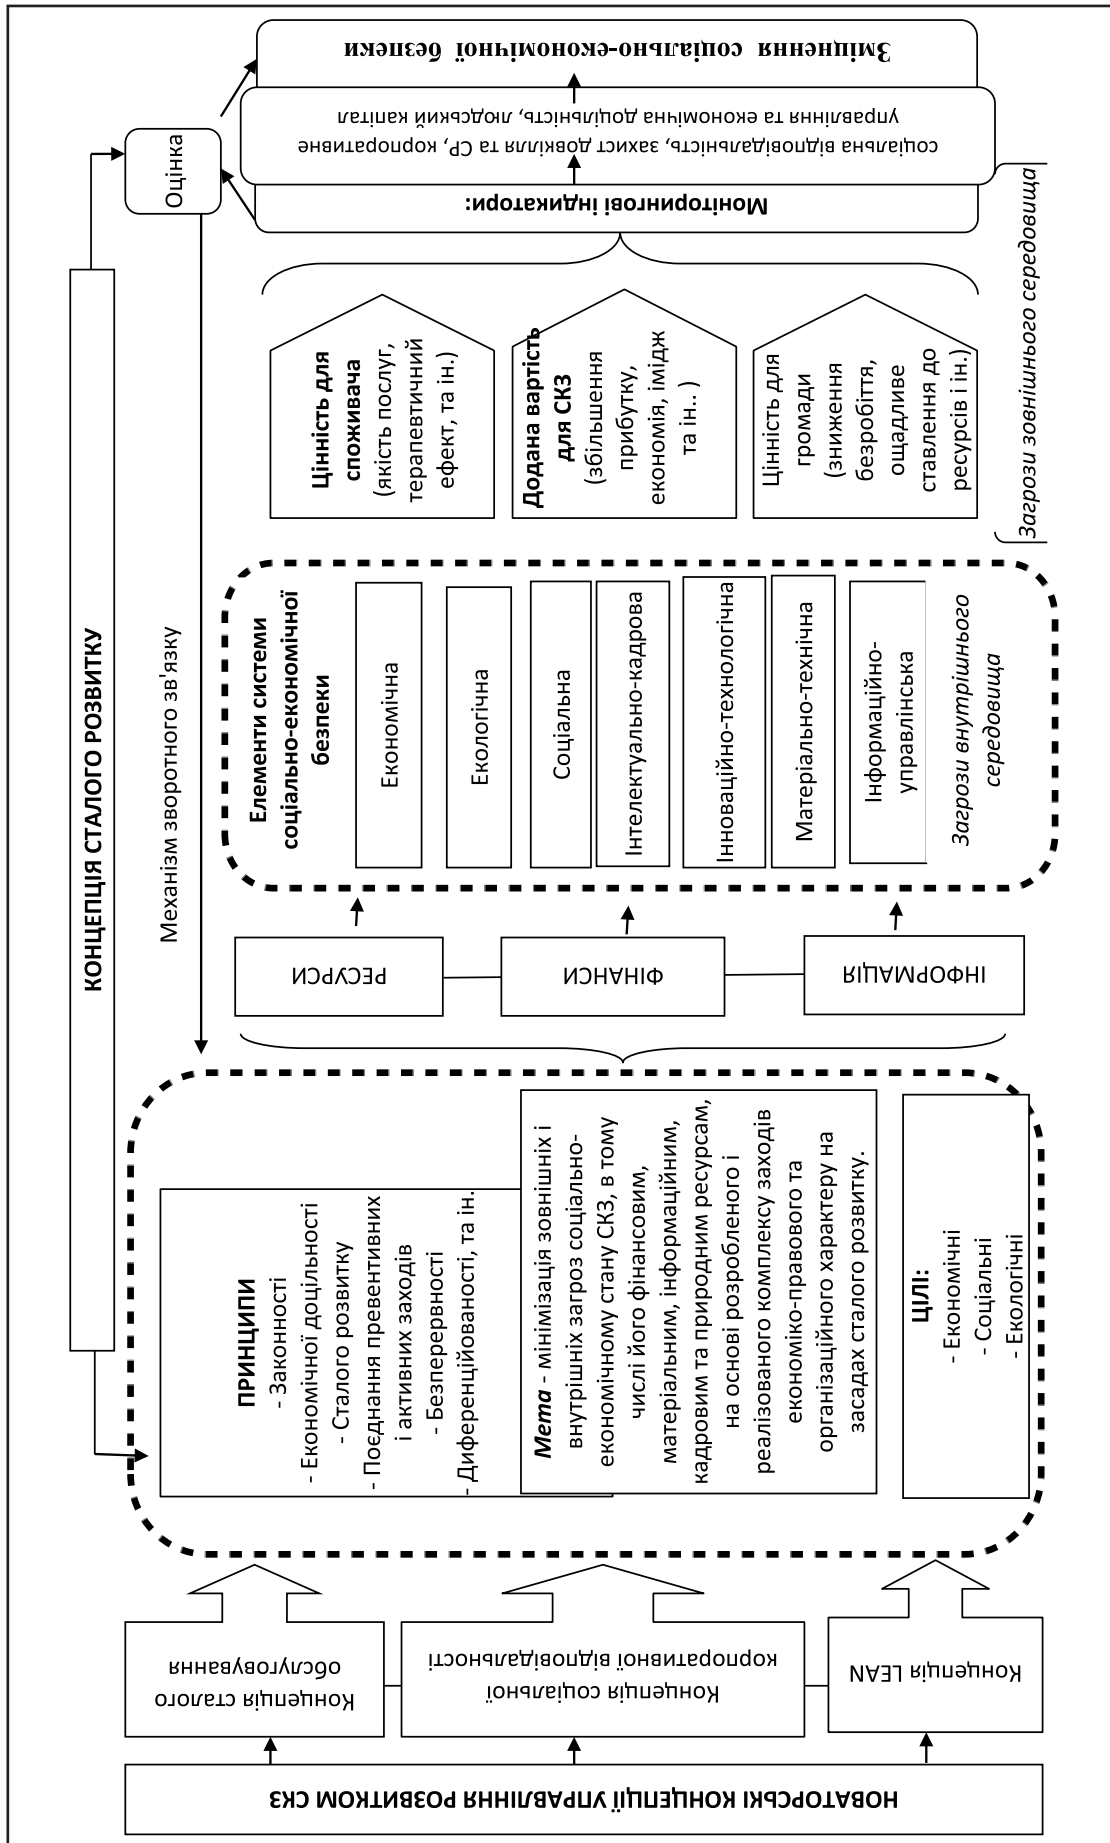 КОНЦЕПЦІЯ СТАЛОГО РОЗВИТКУ
Механізм зворотного зв'язку
Оцінка
НОВАТОРСЬКІ КОНЦЕПЦІЇ УПРАВЛІННЯ РОЗВИТКОМ СКЗ
Концепція сталого
обслуговування
Концепція соціальної
корпоративної відповідальності
Концепція LEAN
ПРИНЦИПИ
- Законності
- Економічної доцільності
- Сталого розвитку
- Поєднання превентивних
і активних заходів
- Безперервності
- Диференційованості, та ін.
Мета - мінімізація зовнішніх і
внутрішніх загроз соціально-
економічному стану СКЗ, в тому
числі його фінансовим,
матеріальним, інформаційним,
кадровим та природним ресурсам,
на основі розробленого і
реалізованого комплексу заходів
економіко-правового та
організаційного характеру на
засадах сталого розвитку.
ЦІЛІ:
- Економічні
- Соціальні
- Екологічні
РЕСУРСИ
ФІНАНСИ
ІНФОРМАЦІЯ
Елементи системи
соціально-економічної
безпеки
Економічна
Екологічна
Соціальна
Інтелектуально-кадрова
Інноваційно-технологічна
Матеріально-технічна
Інформаційно-
управлінська
Загрози внутрішнього
середовища
Цінність для
споживача
(якість послуг,
терапевтичний
ефект, та ін.)
Додана вартість
для СКЗ
(збільшення
прибутку,
економія, імідж
та ін.. )
Цінність для
громади
(зниження
безробіття,
ощадливе
ставлення до
ресурсів і ін.)
Загрози зовнішнього середовища
Моніторингові індикатори:
соціальна відповідальність, захист довкілля та СР, корпоративне
управління та економічна доцільність, людський капітал
Зміцнення соціально-економічної безпеки